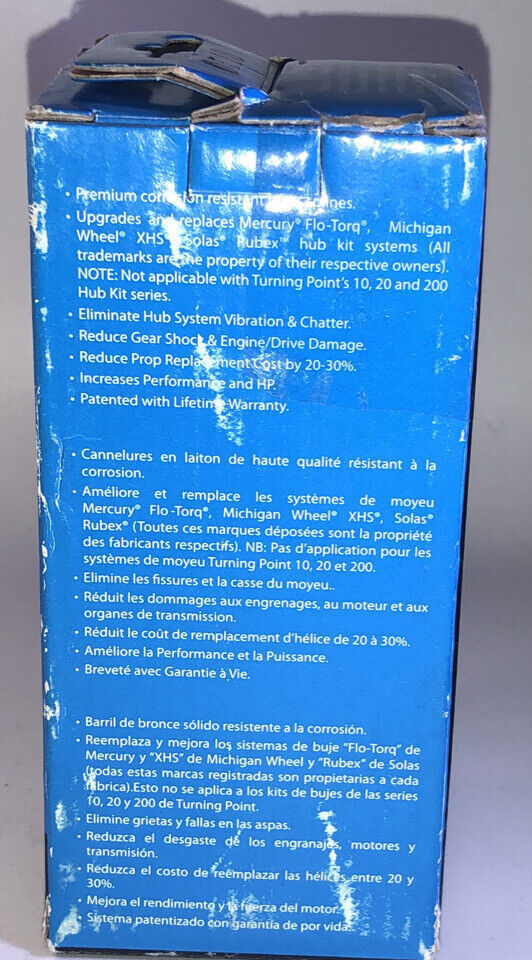 • Premium corrosion resistant splines.
• Upgrades and replaces Mercury® Flo-Torq®, Michigan
Wheel® XHS®, Solas® Rubex® hub kit systems (All
trademarks are the property of their respective owners).
NOTE: Not applicable with Turning Point's 10, 20 and 200
Hub Kit series.
• Eliminate Hub System Vibration & Chatter.
• Reduce Gear Shock & Engine/Drive Damage.
• Reduce Prop Replacement Cost by 20-30%.
• Increases Performance and HP.
• Patented with Lifetime Warranty.
• Cannelures en laiton de haute qualité résistant à la
corrosion.
• Améliore et remplace les systèmes de moyeu
Mercury® Flo-Torq®, Michigan Wheel® XHS®, Solas®
Rubex® (Toutes ces marques déposées sont la propriété
des fabricants respectifs). NB: Pas d'application pour les
systèmes de moyeu Turning Point 10, 20 et 200.
• Elimine les fissures et la casse du moyeu..
• Réduit les dommages aux engrenages, au moteur et aux
organes de transmission.
• Réduit le coût de remplacement d'hélice de 20 à 30%.
• Améliore la Performance et la Puissance.
• Breveté avec Garantie à Vie.
• Barril de bronce sólido resistente a la corrosión.
• Reemplaza y mejora los sistemas de buje "Flo-Torq" de
Mercury y "XHS" de Michigan Wheel y "Rubex" de Solas
(todas estas marcas registradas son propietarias a cada
fábrica).Esto no se aplica a los kits de bujes de las series
10, 20 y 200 de Turning Point.
• Elimine grietas y fallas en las aspas.
• Reduzca el desgaste de los engranajes, motores y
transmisión.
• Reduzca el costo de reemplazar las hélices entre 20 y
30%.
• Mejora el rendimiento y la fuerza del motor.
• Sistema patentizado con garantía de por vida.